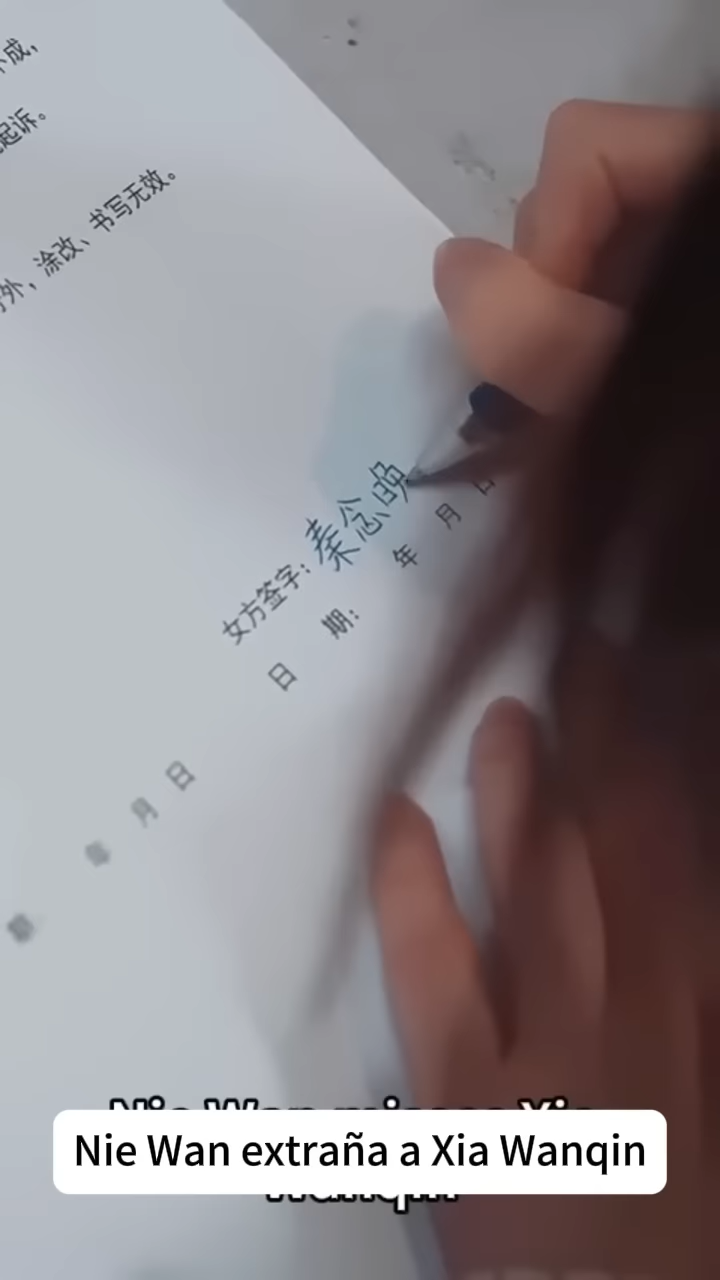 不成，
起诉。
外，涂改、书写无效。
女方签字：秦念晚
日 期： 年 月 日
年 月 日
Nie Wan extraña a Xia Wanqin